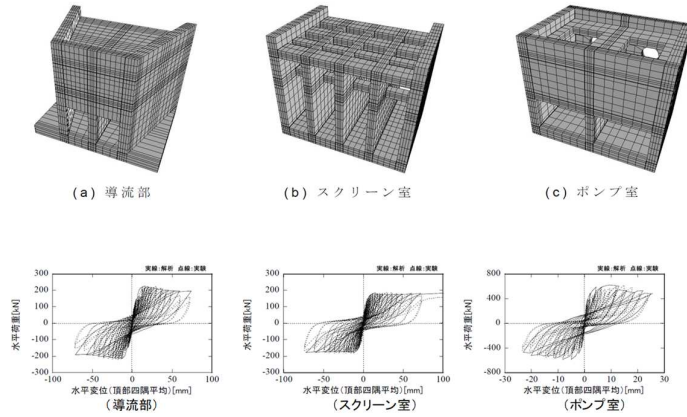 (a) 導流部
(b) スクリーン室
(c) ポンプ室
実線:解析 点線:実験
300
200
100
0
-100
-200
-300
水平荷重[kN]
-100 -50 0 50 100
水平変位(頂部四隅平均)[mm]
(導流部)
実線:解析 点線:実験
300
200
100
0
-100
-200
-300
水平荷重[kN]
-100 -50 0 50 100
水平変位(頂部四隅平均)[mm]
(スクリーン室)
実線:解析 点線:実験
800
400
0
-400
-800
水平荷重[kN]
-30 -20 -10 0 10 20 30
水平変位(頂部四隅平均)[mm]
(ポンプ室)